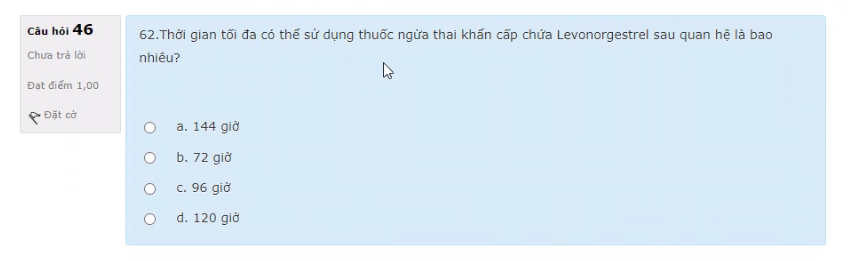 Câu hỏi 46
Chưa trả lời
Đạt điểm 1,00
Đặt cờ
62.Thời gian tối đa có thể sử dụng thuốc ngừa thai khẩn cấp chứa Levonorgestrel sau quan hệ là bao
nhiêu?
a. 144 giờ
b. 72 giờ
c. 96 giờ
d. 120 giờ